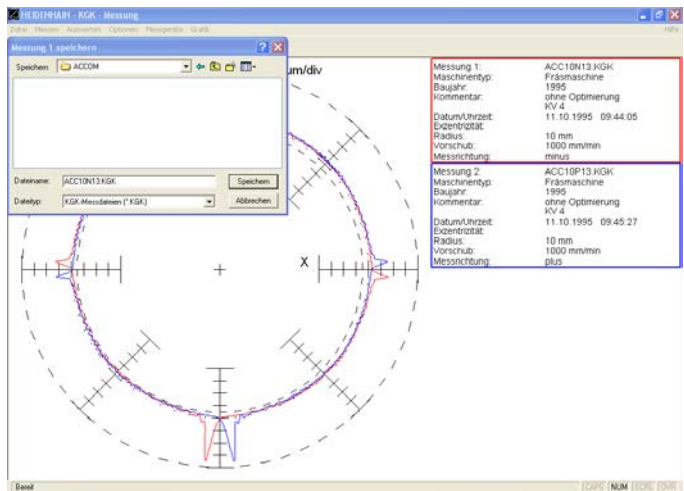 HEIDENHAIN - KGK - Messung
Datei Messen Auswerten Optionen Messgeräte Grafik Hilfe
Messung 1 speichern
Speichern ACCOM
Dateiname: ACC10N13.KGK Speichern
Dateityp: KGK-Messdateien (*.KGK) Abbrechen
um/div
X
Messung 1: ACC10N13.KGK
Maschinentyp: Fräsmaschine
Baujahr: 1995
Kommentar: ohne Optimierung
KV 4
Datum/Uhrzeit: 11.10.1995 09:44:05
Exzentrizität:
Radius: 10 mm
Vorschub: 1000 mm/min
Messrichtung: minus
Messung 2: ACC10P13.KGK
Maschinentyp: Fräsmaschine
Baujahr: 1995
Kommentar: ohne Optimierung
KV 4
Datum/Uhrzeit: 11.10.1995 09:45:27
Exzentrizität:
Radius: 10 mm
Vorschub: 1000 mm/min
Messrichtung: plus
Bereit CAPS NUM SCRL OVR